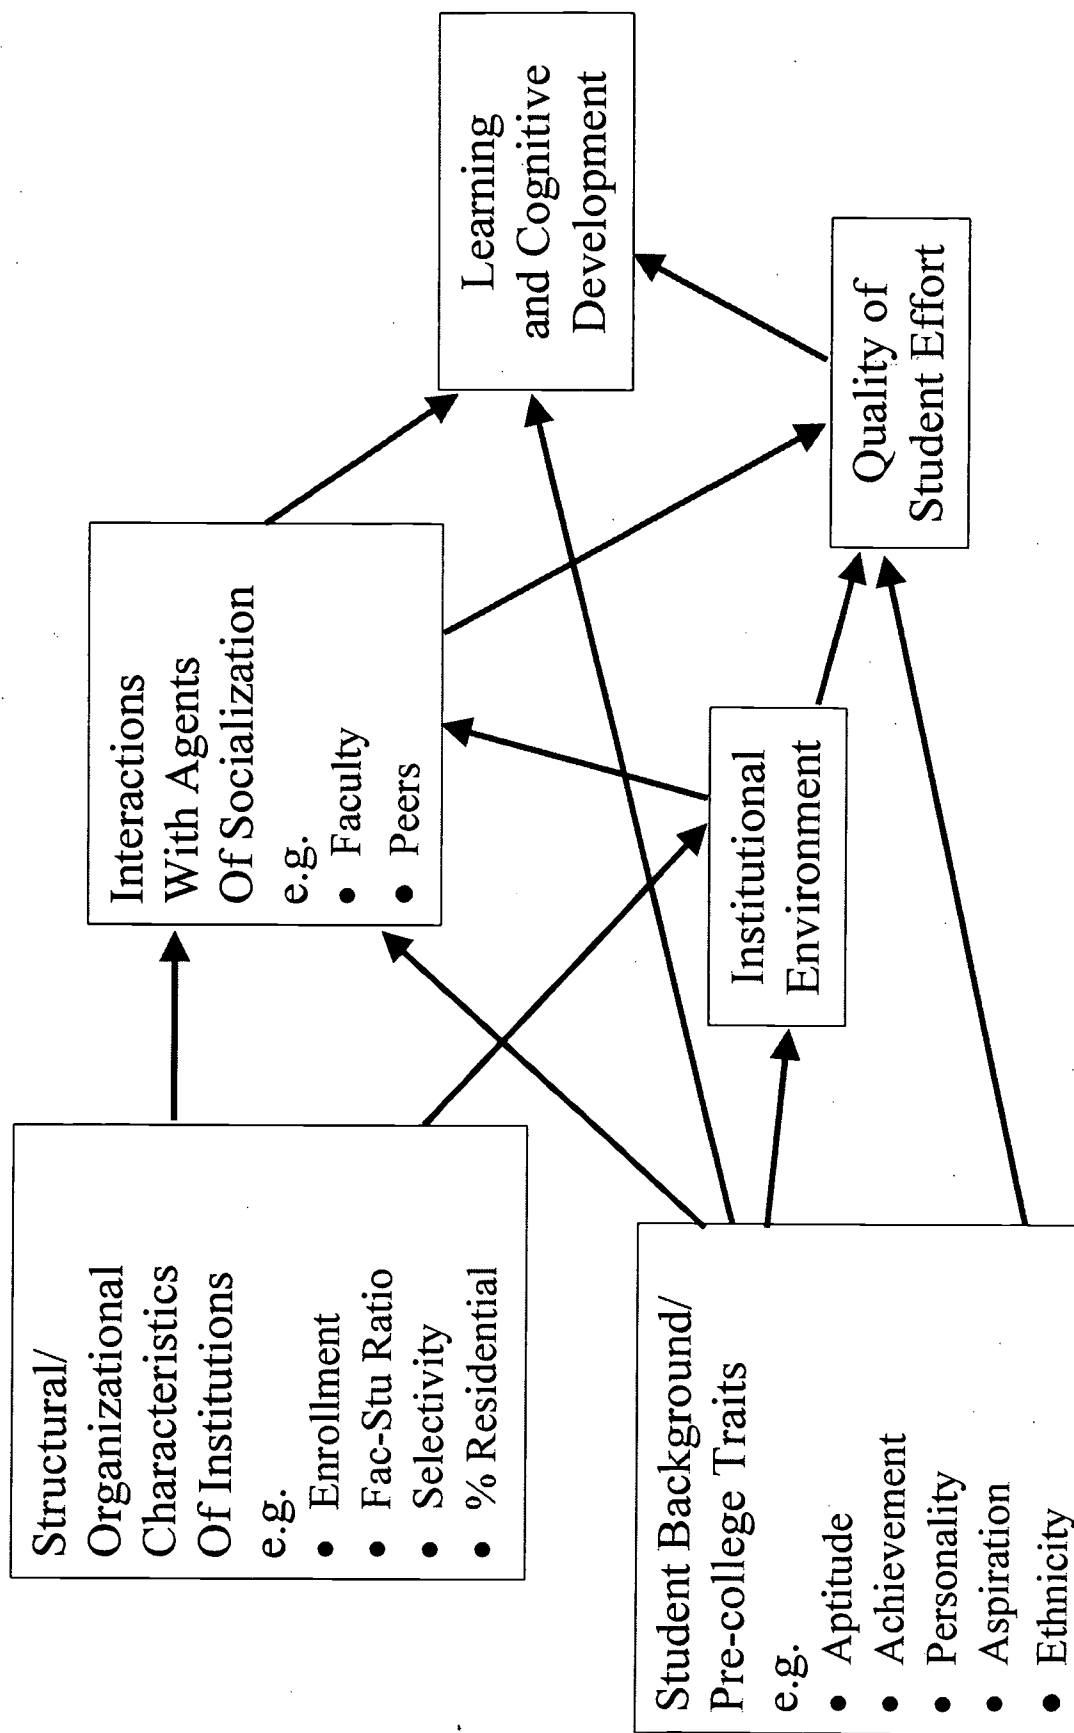 Structural/
Organizational
Characteristics
Of Institutions
e.g.
• Enrollment
• Fac-Stu Ratio
• Selectivity
• % Residential
Student Background/
Pre-college Traits
e.g.
• Aptitude
• Achievement
• Personality
• Aspiration
• Ethnicity
Interactions
With Agents
Of Socialization
e.g.
• Faculty
• Peers
Institutional
Environment
Learning
and Cognitive
Development
Quality of
Student Effort